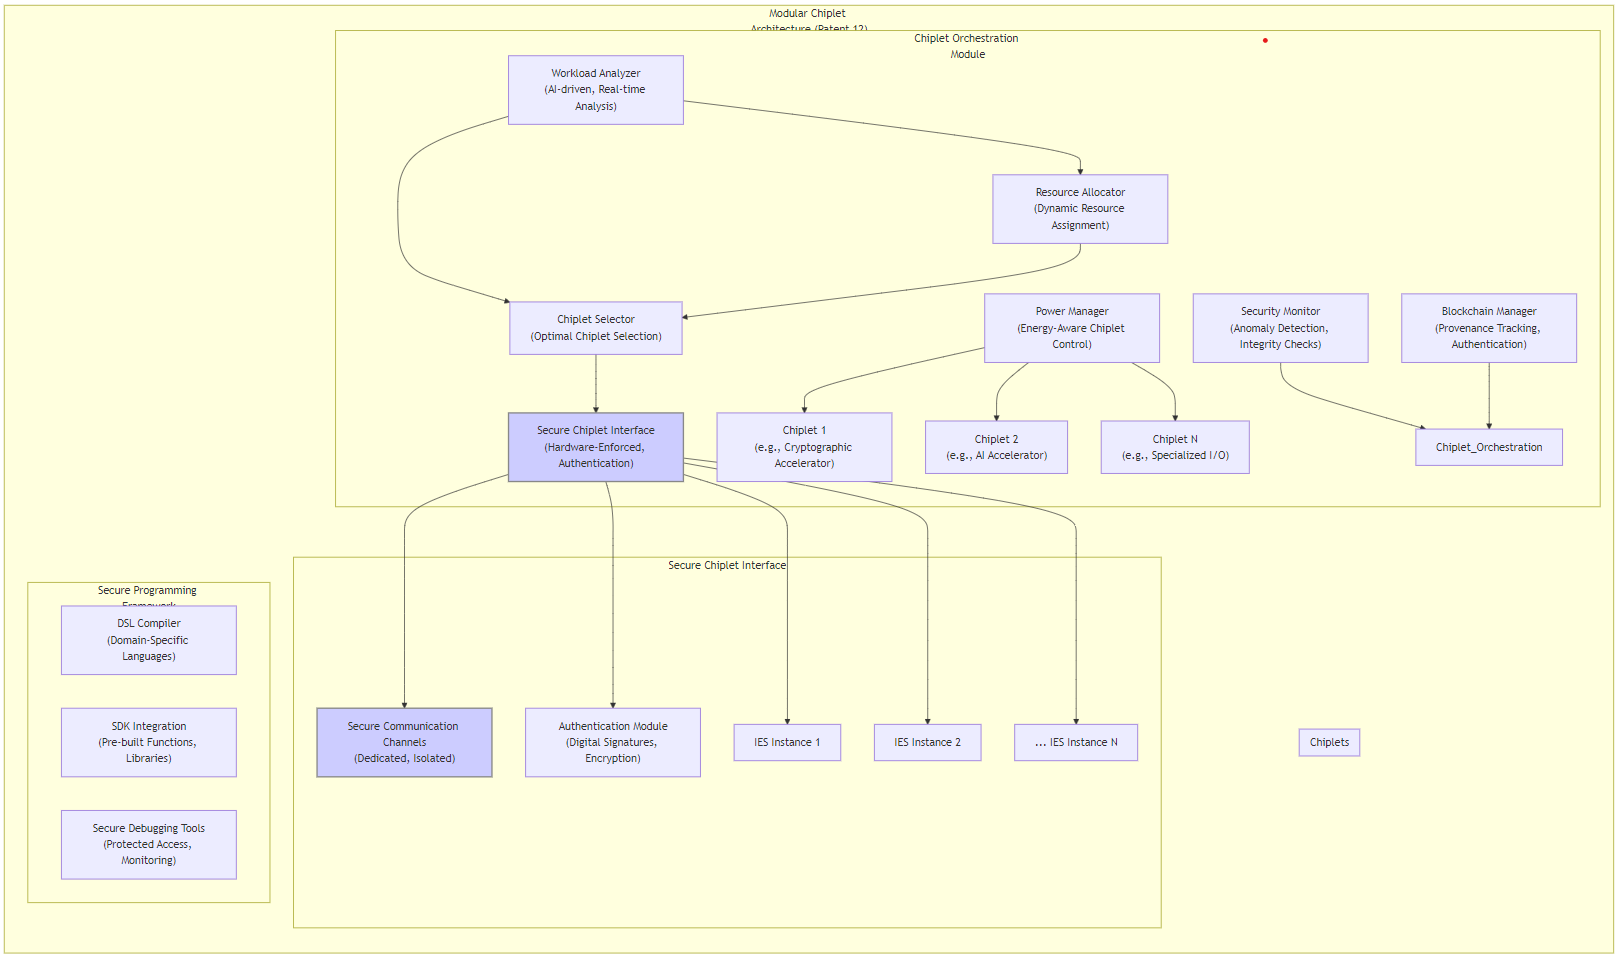 Modular Chiplet
Architecture (Patent 12)
Chiplet Orchestration
Module
Workload Analyzer
(AI-driven, Real-time
Analysis)
Resource Allocator
(Dynamic Resource
Assignment)
Chiplet Selector
(Optimal Chiplet Selection)
Power Manager
(Energy-Aware Chiplet
Control)
Security Monitor
(Anomaly Detection,
Integrity Checks)
Blockchain Manager
(Provenance Tracking,
Authentication)
Secure Chiplet Interface
(Hardware-Enforced,
Authentication)
Chiplet 1
(e.g., Cryptographic
Accelerator)
Chiplet 2
(e.g., AI Accelerator)
Chiplet N
(e.g., Specialized I/O)
Chiplet_Orchestration
Secure Chiplet Interface
Secure Communication
Channels
(Dedicated, Isolated)
Authentication Module
(Digital Signatures,
Encryption)
IES Instance 1
IES Instance 2
... IES Instance N
Chiplets
Secure Programming
Framework
DSL Compiler
(Domain-Specific
Languages)
SDK Integration
(Pre-built Functions,
Libraries)
Secure Debugging Tools
(Protected Access,
Monitoring)